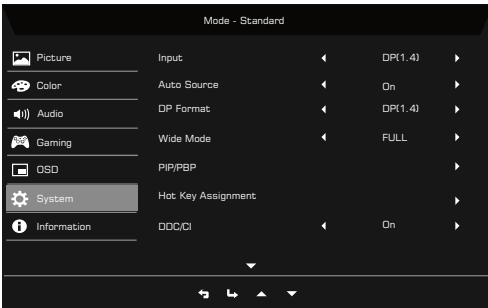 Mode - Standard
Picture
Input
DP(1.4)
Color
Auto Source
On
Audio
DP Format
DP(1.4)
Gaming
Wide Mode
FULL
OSD
PIP/PBP
System
Hot Key Assignment
Information
DDC/CI
On